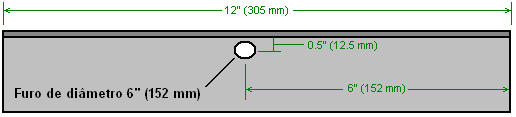 12" (305 mm)
0.5" (12.5 mm)
6" (152 mm)
Furo de diâmetro 6" (152 mm)